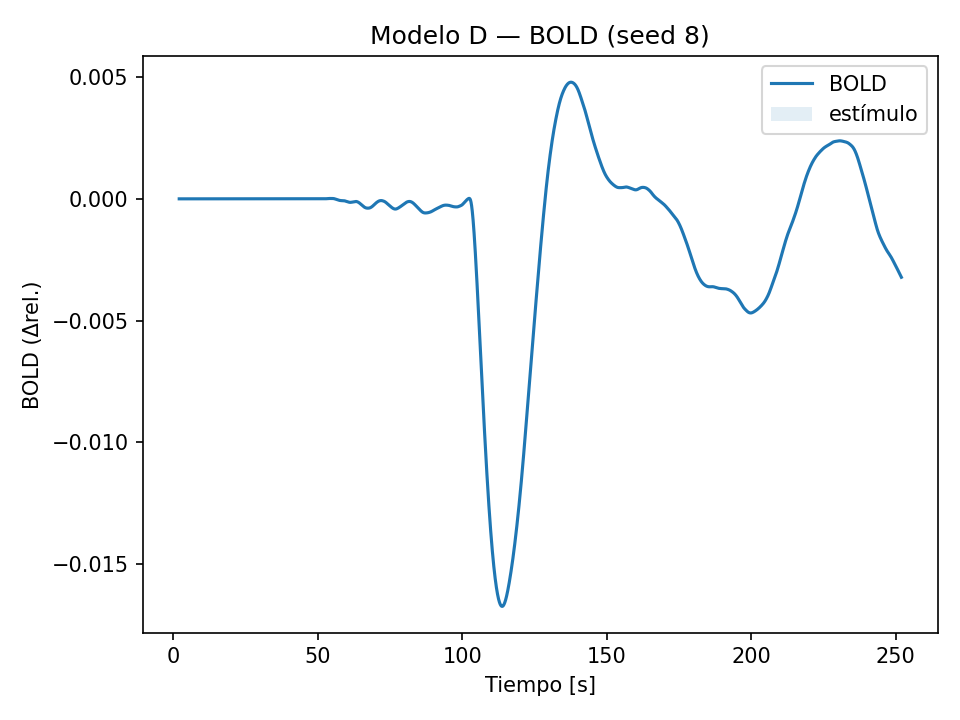 Modelo D — BOLD (seed 8)
BOLD
estímulo
BOLD (Δrel.)
0.005
0.000
−0.005
−0.010
−0.015
0 50 100 150 200 250
Tiempo [s]